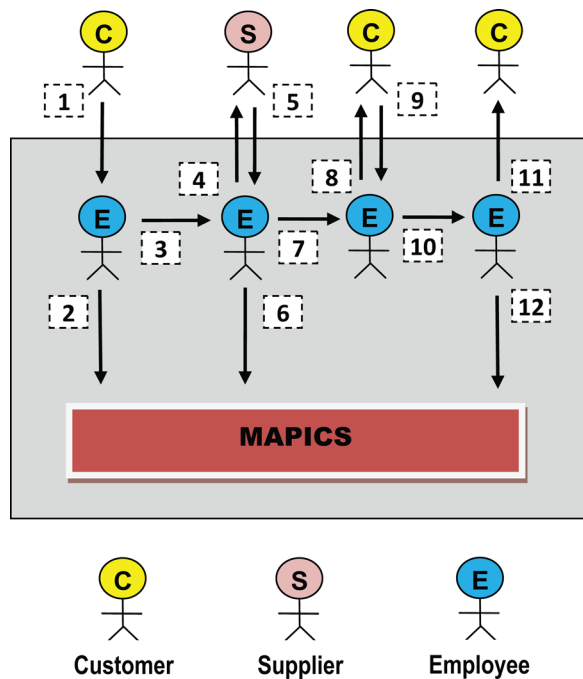 C S C C
1 5 9
4 8 11
E E E E
3 7 10
2 6 12
MAPICS
C S E
Customer Supplier Employee